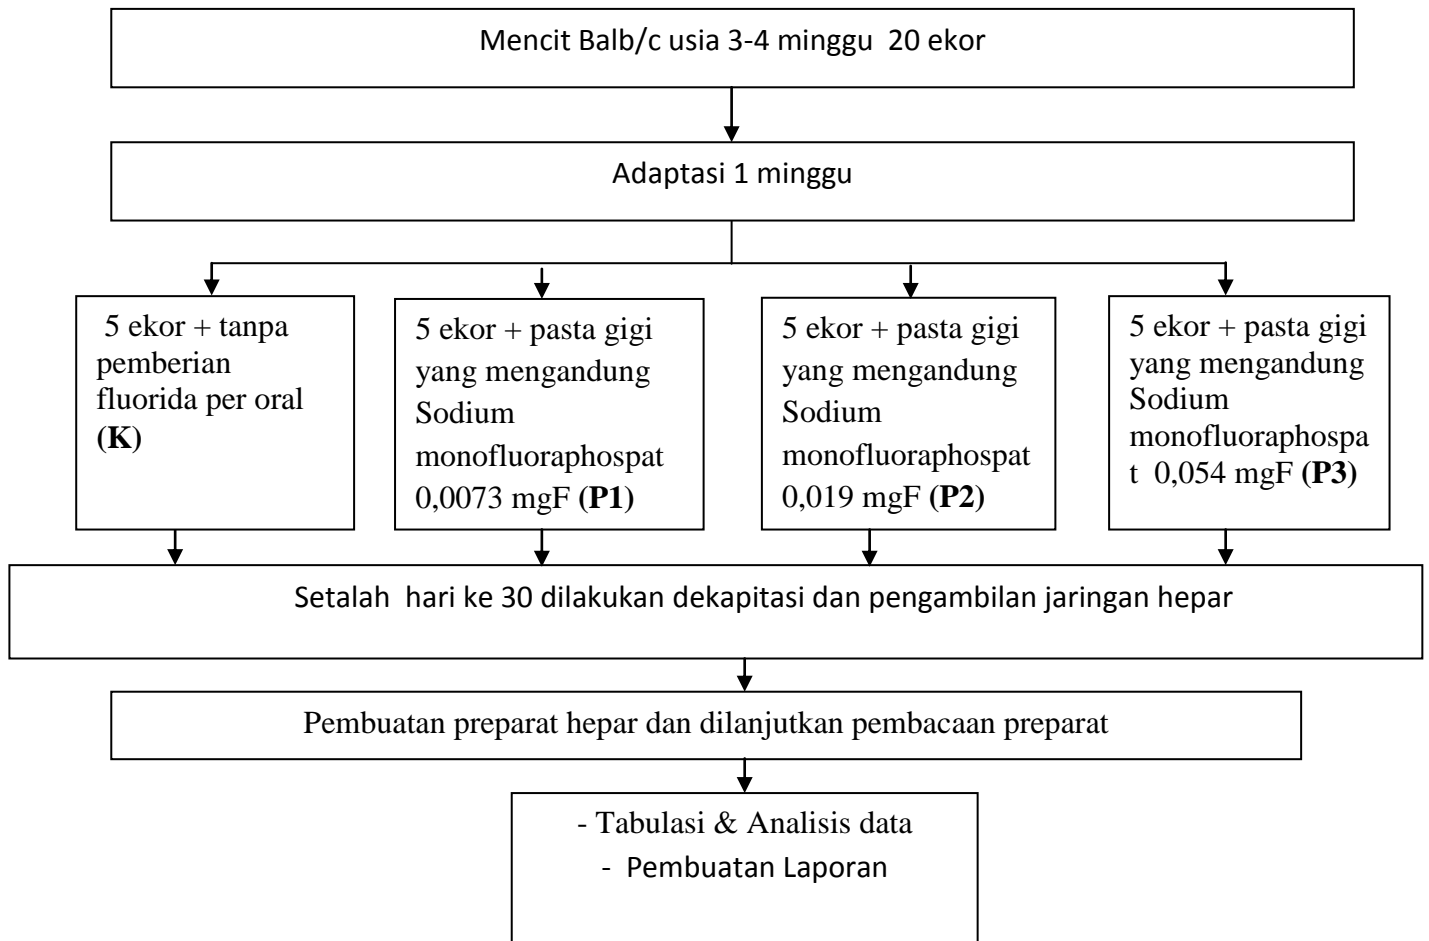 Mencit Balb/c usia 3-4 minggu 20 ekor
Adaptasi 1 minggu
5 ekor + tanpa
pemberian
fluorida per oral
(K)
5 ekor + pasta gigi
yang mengandung
Sodium
monofluoraphospat
0,0073 mgF (P1)
5 ekor + pasta gigi
yang mengandung
Sodium
monofluoraphospat
0,019 mgF (P2)
5 ekor + pasta gigi
yang mengandung
Sodium
monofluoraphospa
t 0,054 mgF (P3)
Setalah hari ke 30 dilakukan dekapitasi dan pengambilan jaringan hepar
Pembuatan preparat hepar dan dilanjutkan pembacaan preparat
- Tabulasi & Analisis data
- Pembuatan Laporan